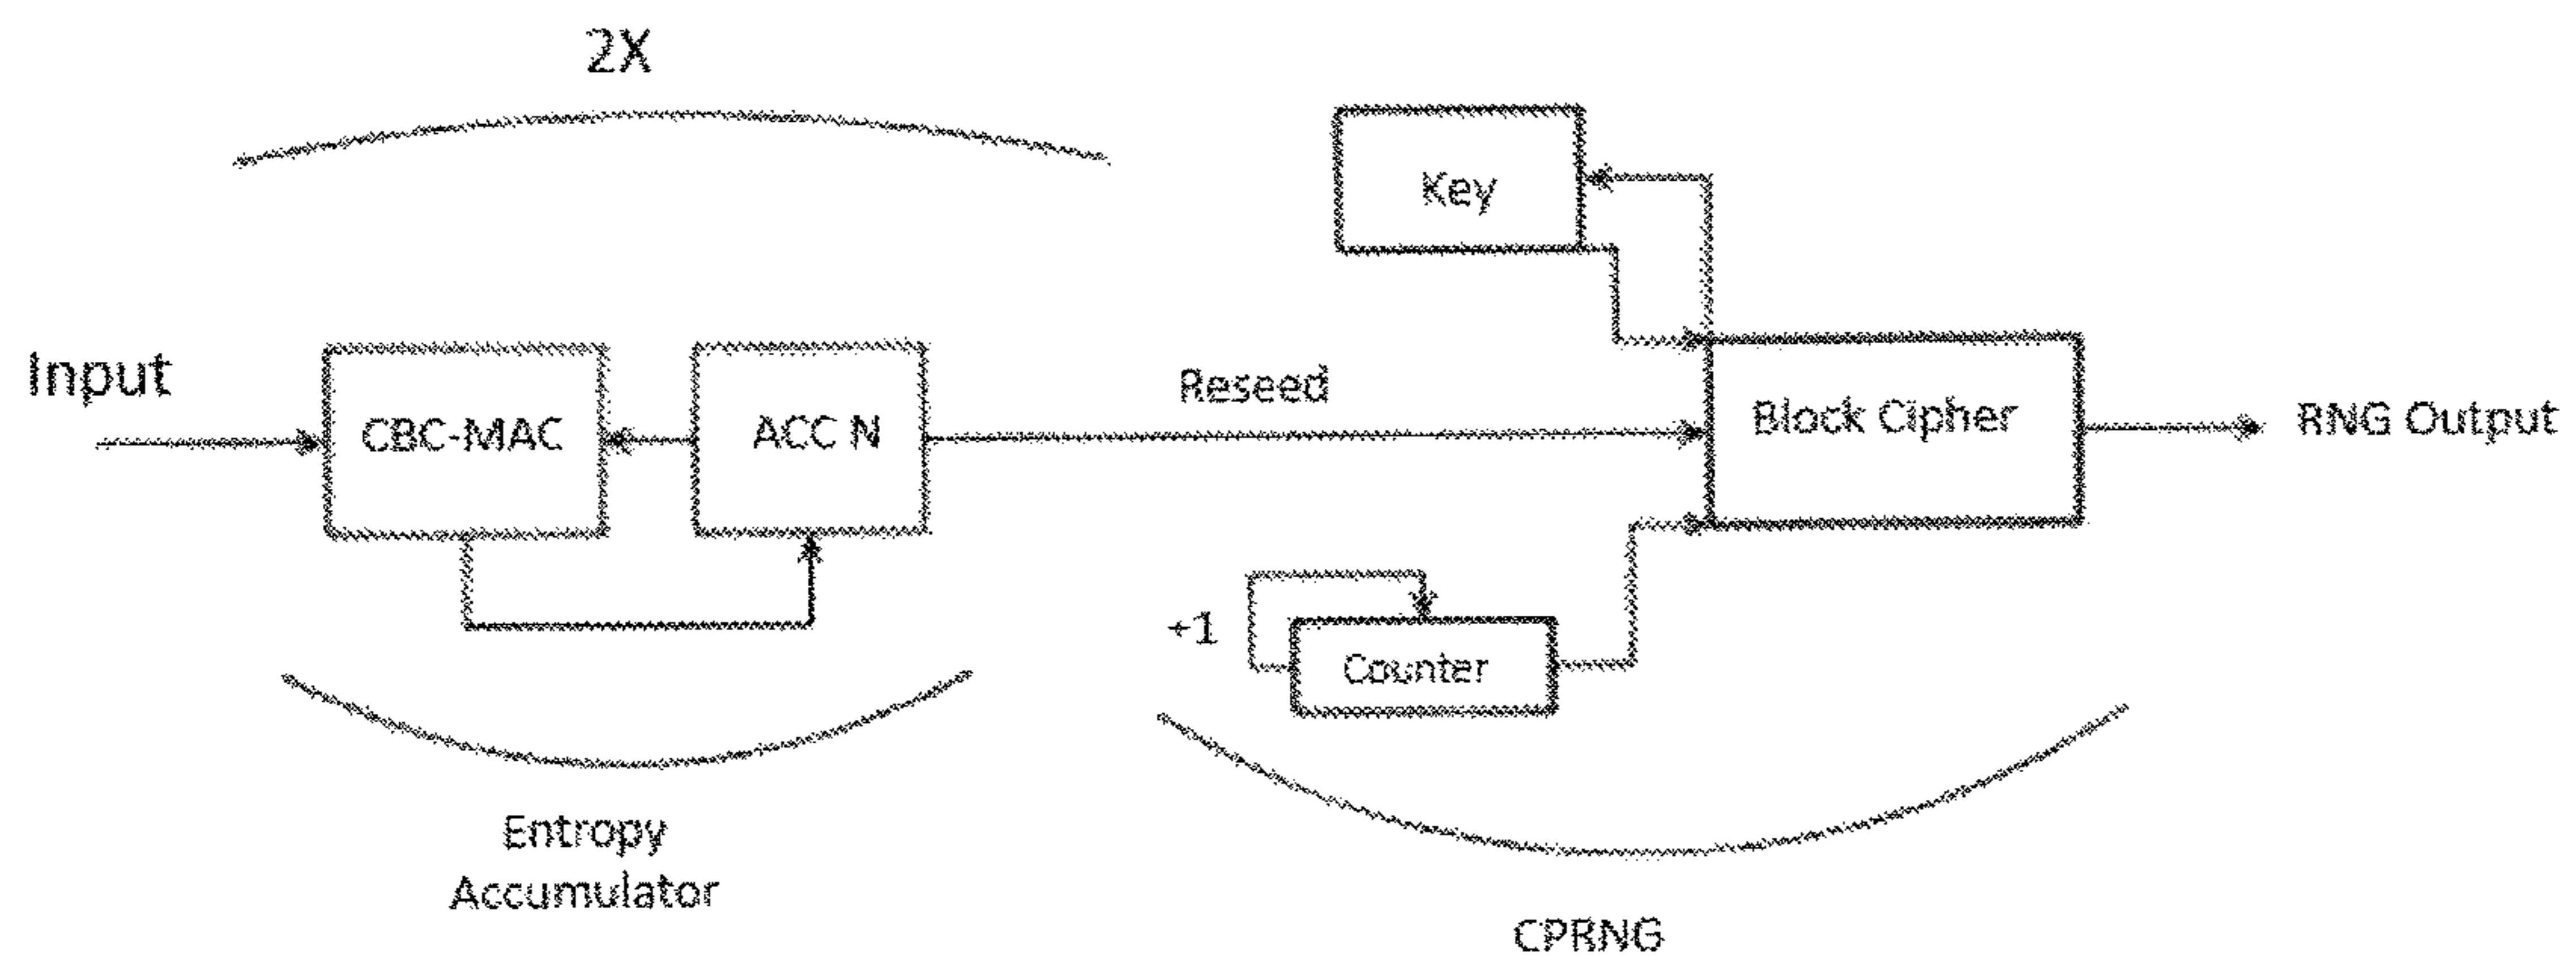 2X
Key
Input
CBC-MAC
ACC N
Reseed
Block Cipher
RNG Output
+1
Counter
Entropy
Accumulator
CPRNG